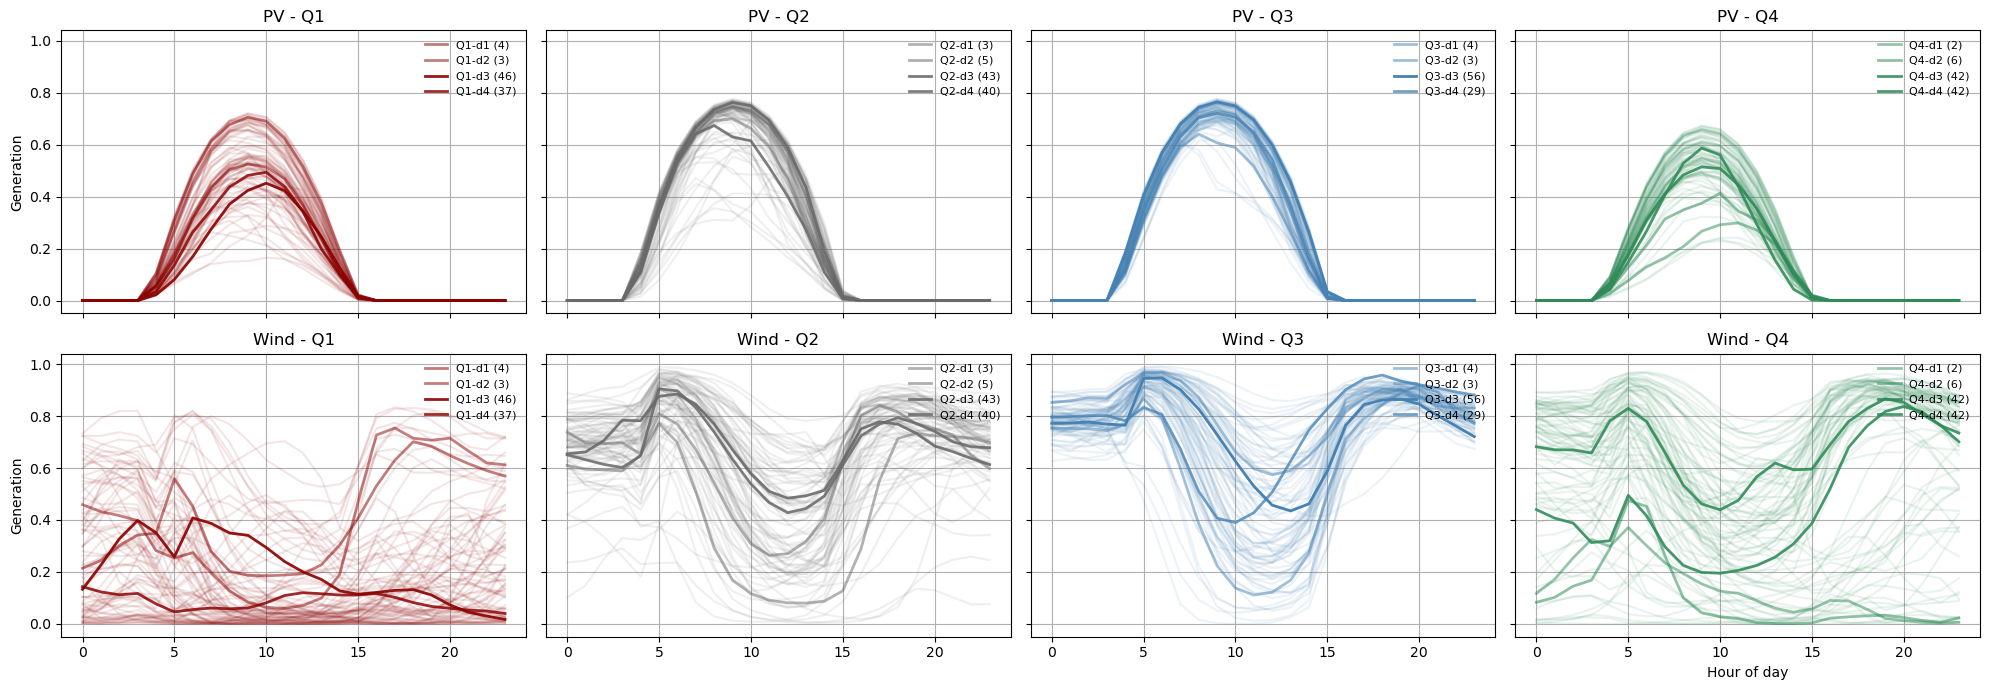 PV - Q1
PV - Q2
PV - Q3
PV - Q4
Generation
1.0
0.8
0.6
0.4
0.2
0.0
Q1-d1 (4)
Q1-d2 (3)
Q1-d3 (46)
Q1-d4 (37)
Q2-d1 (3)
Q2-d2 (5)
Q2-d3 (43)
Q2-d4 (40)
Q3-d1 (4)
Q3-d2 (3)
Q3-d3 (56)
Q3-d4 (29)
Q4-d1 (2)
Q4-d2 (6)
Q4-d3 (42)
Q4-d4 (42)
Wind - Q1
Wind - Q2
Wind - Q3
Wind - Q4
Generation
1.0
0.8
0.6
0.4
0.2
0.0
Q1-d1 (4)
Q1-d2 (3)
Q1-d3 (46)
Q1-d4 (37)
Q2-d1 (3)
Q2-d2 (5)
Q2-d3 (43)
Q2-d4 (40)
Q3-d1 (4)
Q3-d2 (3)
Q3-d3 (56)
Q3-d4 (29)
Q4-d1 (2)
Q4-d2 (6)
Q4-d3 (42)
Q4-d4 (42)
0 5 10 15 20
0 5 10 15 20
0 5 10 15 20
0 5 10 15 20
Hour of day